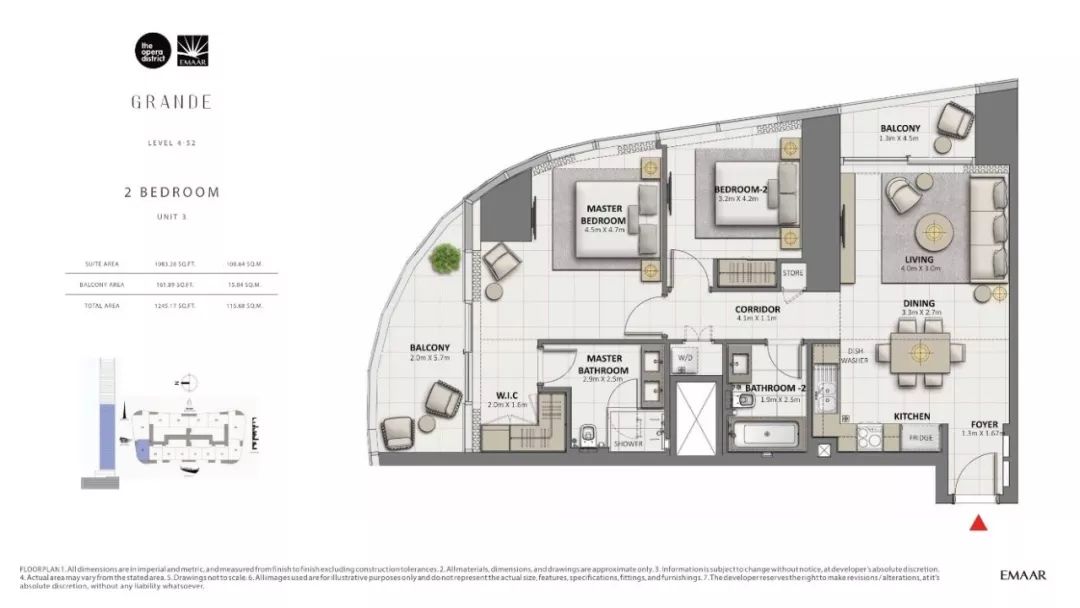 the
opera
district
EMAAR
GRANDE
LEVEL 4-52
2 BEDROOM
UNIT 3
SUITE AREA 1083.28 SQ.FT. 100.64 SQ.M.
BALCONY AREA 161.89 SQ.FT. 15.04 SQ.M.
TOTAL AREA 1245.17 SQ.FT. 115.68 SQ.M.
N
BALCONY
1.3m X 4.5m
BEDROOM-2
3.2m X 4.2m
MASTER
BEDROOM
4.5m X 4.7m
LIVING
4.0m X 3.0m
STORE
DINING
3.3m X 2.7m
CORRIDOR
4.1m X 1.1m
BALCONY
2.0m X 5.7m
MASTER
BATHROOM
2.9m X 2.5m
W/D
DISH
WASHER
BATHROOM -2
1.9m X 2.5m
W.I.C
2.0m X 1.6m
SHOWER
KITCHEN
FRIDGE
FOYER
1.3m X 1.67m
FLOOR PLAN 1. All dimensions are in imperial and metric, and measured from finish to finish excluding construction tolerances. 2. All materials, dimensions, and drawings are approximate only. 3. Information is subject to change without notice, at developer's absolute discretion.
4. Actual area may vary from the stated area. 5. Drawings not to scale. 6. All images used are for illustrative purposes only and do not represent the actual size, features, specifications, fittings, and furnishings. 7. The developer reserves the right to make revisions / alterations, at it's
absolute discretion, without any liability whatsoever.
EMAAR